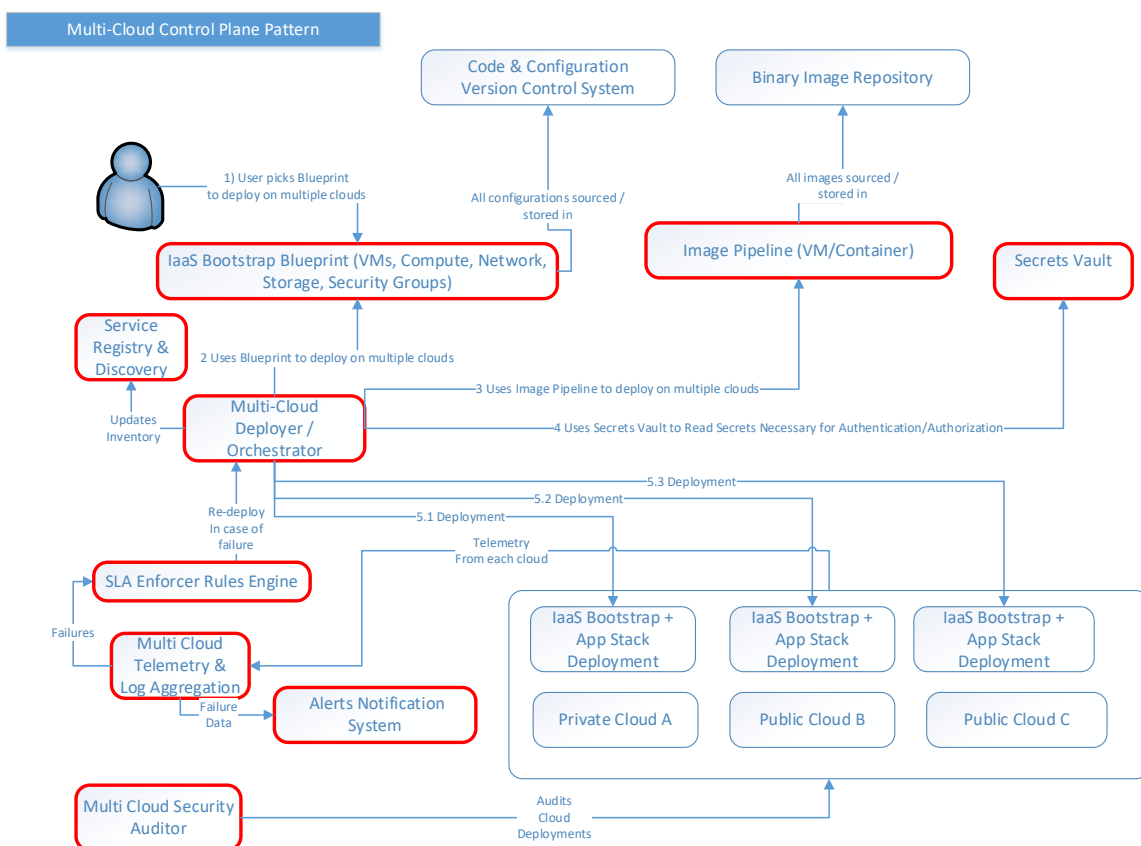 Multi-Cloud Control Plane Pattern
Code & Configuration
Version Control System
Binary Image Repository
1) User picks Blueprint
to deploy on multiple clouds
All configurations sourced /
stored in
All images sourced /
stored in
IaaS Bootstrap Blueprint (VMs, Compute, Network,
Storage, Security Groups)
Image Pipeline (VM/Container)
Secrets Vault
Service
Registry &
Discovery
2 Uses Blueprint to deploy on multiple clouds
3 Uses Image Pipeline to deploy on multiple clouds
Multi-Cloud
Deployer /
Orchestrator
Updates
Inventory
4 Uses Secrets Vault to Read Secrets Necessary for Authentication/Authorization
5.3 Deployment
5.2 Deployment
5.1 Deployment
Re-deploy
In case of
failure
Telemetry
From each cloud
SLA Enforcer Rules Engine
Failures
Multi Cloud
Telemetry &
Log Aggregation
IaaS Bootstrap +
App Stack
Deployment
IaaS Bootstrap +
App Stack
Deployment
IaaS Bootstrap +
App Stack
Deployment
Failure
Data
Alerts Notification
System
Private Cloud A
Public Cloud B
Public Cloud C
Multi Cloud Security
Auditor
Audits
Cloud
Deployments